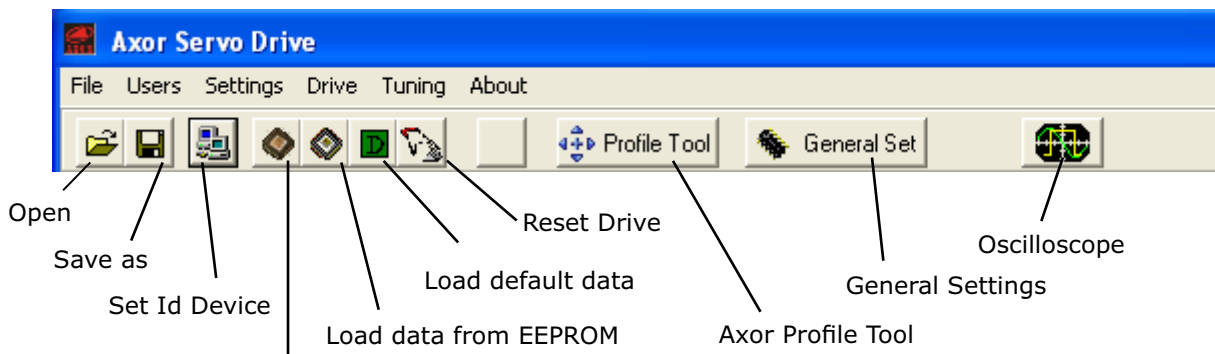 Axor Servo Drive
File Users Settings Drive Tuning About
D Profile Tool General Set
Open
Reset Drive
Save as
Oscilloscope
Load default data
General Settings
Set Id Device
Load data from EEPROM
Axor Profile Tool